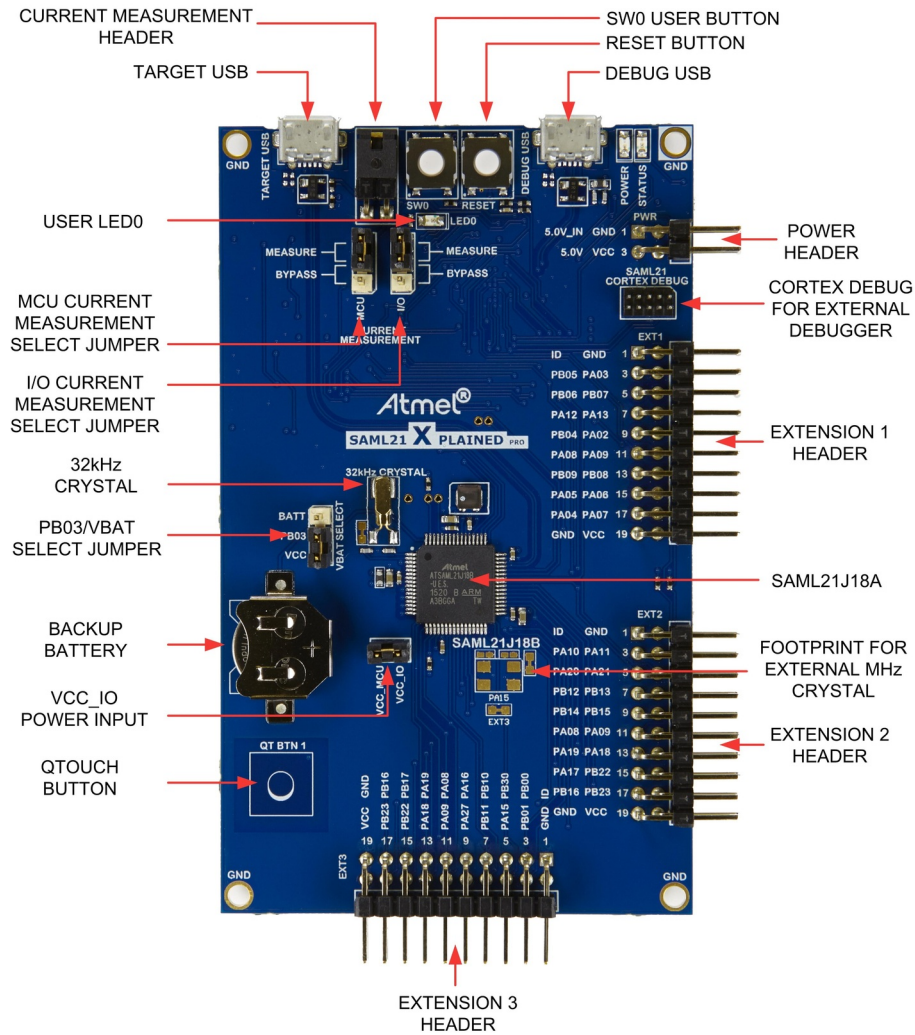 CURRENT MEASUREMENT
HEADER
SW0 USER BUTTON
RESET BUTTON
TARGET USB
DEBUG USB
GND
TARGET USB
DEBUG USB
POWER
STATUS
GND
SW0
RESET
USER LED0
LED0
PWR
5.0V_IN GND 1
5.0V VCC 3
POWER
HEADER
MEASURE
MEASURE
BYPASS
BYPASS
SAML21
CORTEX DEBUG
MCU CURRENT
MEASUREMENT
SELECT JUMPER
CORTEX DEBUG
FOR EXTERNAL
DEBUGGER
MCU
I/O
CURRENT
MEASUREMENT
EXT1
ID GND 1
PB05 PA03 3
PB06 PB07 5
PA12 PA13 7
PB04 PA02 9
PA08 PA09 11
PB09 PB08 13
PA05 PA06 15
PA04 PA07 17
GND VCC 19
I/O CURRENT
MEASUREMENT
SELECT JUMPER
Atmel®
SAML21 X PLAINED PRO
EXTENSION 1
HEADER
32kHz
CRYSTAL
32kHz CRYSTAL
BATT
PB03
VCC
VBAT SELECT
PB03/VBAT
SELECT JUMPER
Atmel
ATSAML21J18B
-U E.S.
1520 B ARM
A3BGGA TW
SAML21J18A
SAML21J18B
BACKUP
BATTERY
EXT2
ID GND 1
PA10 PA11 3
PA20 PA21 5
PB12 PB13 7
PB14 PB15 9
PA08 PA09 11
PA19 PA18 13
PA17 PB22 15
PB16 PB23 17
GND VCC 19
FOOTPRINT FOR
EXTERNAL MHz
CRYSTAL
VCC_IO
POWER INPUT
VCC_MCU
VCC_IO
PA15
EXT3
EXTENSION 2
HEADER
QTOUCH
BUTTON
QT BTN 1
VCC GND
PB23 PB16
PB22 PB17
PA18 PA19
PA09 PA08
PA27 PA16
PB11 PB10
PA15 PB30
PB01 PB00
GND ID
EXT3
19 17 15 13 11 9 7 5 3 1
GND
GND
EXTENSION 3
HEADER